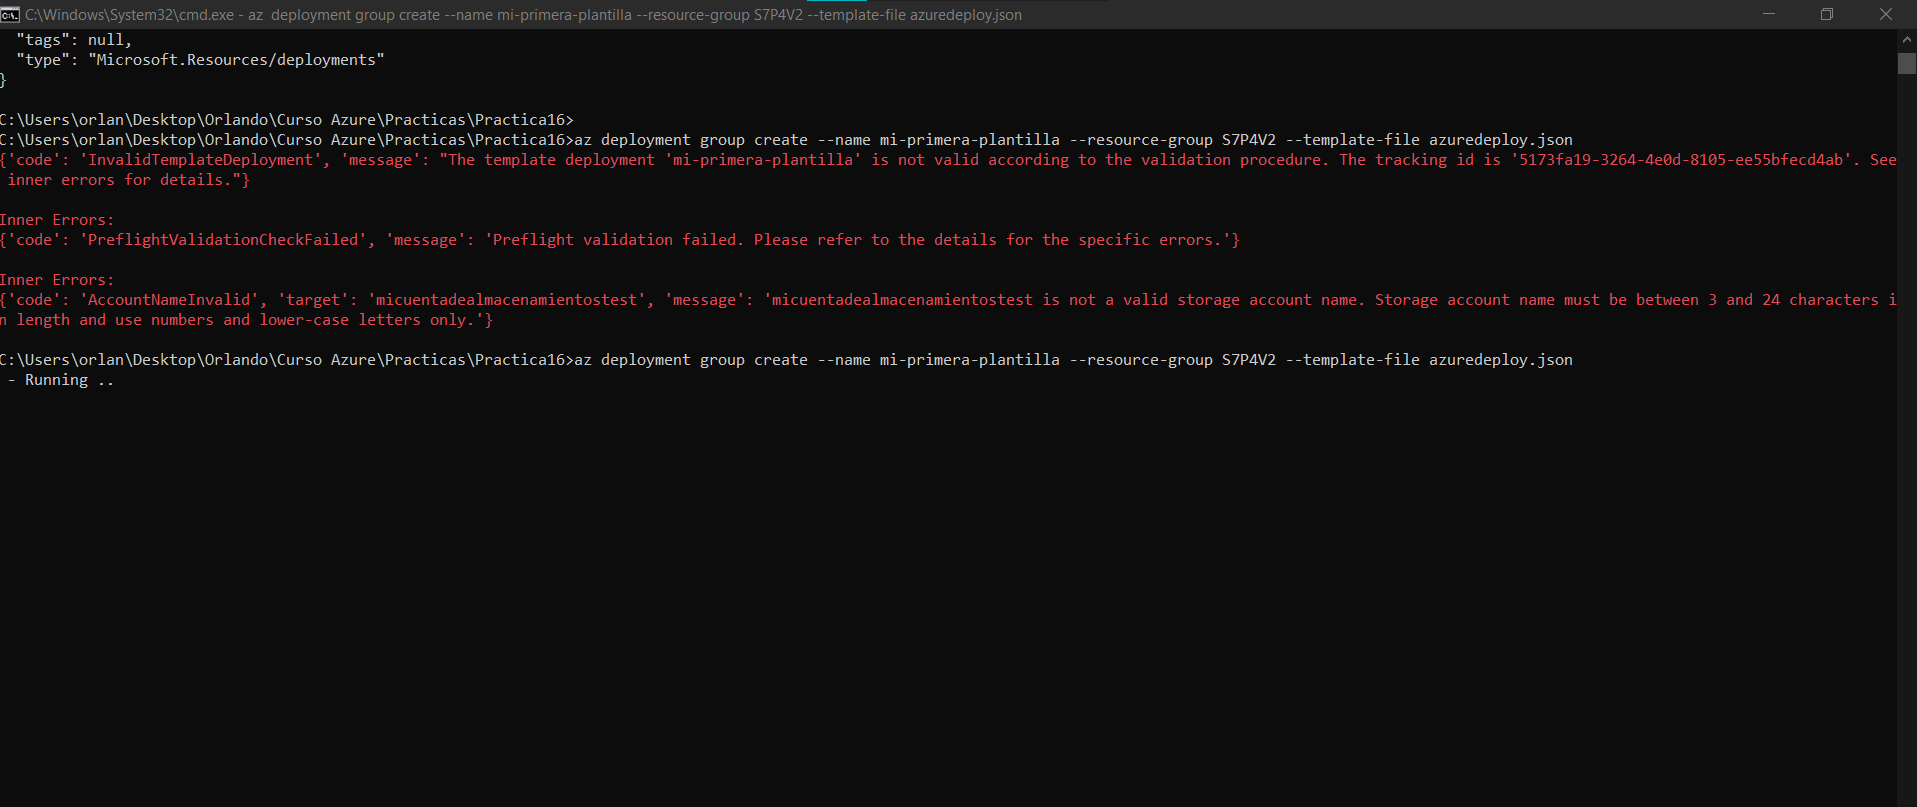 C:\Windows\System32\cmd.exe - az  deployment group create --name mi-primera-plantilla --resource-group S7P4V2 --template-file azuredeploy.json
  "tags": null,
  "type": "Microsoft.Resources/deployments"
}
C:\Users\orlan\Desktop\Orlando\Curso Azure\Practicas\Practica16>
C:\Users\orlan\Desktop\Orlando\Curso Azure\Practicas\Practica16>az deployment group create --name mi-primera-plantilla --resource-group S7P4V2 --template-file azuredeploy.json
{'code': 'InvalidTemplateDeployment', 'message': "The template deployment 'mi-primera-plantilla' is not valid according to the validation procedure. The tracking id is '5173fa19-3264-4e0d-8105-ee55bfecd4ab'. See
 inner errors for details."}
Inner Errors:
{'code': 'PreflightValidationCheckFailed', 'message': 'Preflight validation failed. Please refer to the details for the specific errors.'}
Inner Errors:
{'code': 'AccountNameInvalid', 'target': 'micuentadealmacenamientostest', 'message': 'micuentadealmacenamientostest is not a valid storage account name. Storage account name must be between 3 and 24 characters i
n length and use numbers and lower-case letters only.'}
C:\Users\orlan\Desktop\Orlando\Curso Azure\Practicas\Practica16>az deployment group create --name mi-primera-plantilla --resource-group S7P4V2 --template-file azuredeploy.json
 - Running ..